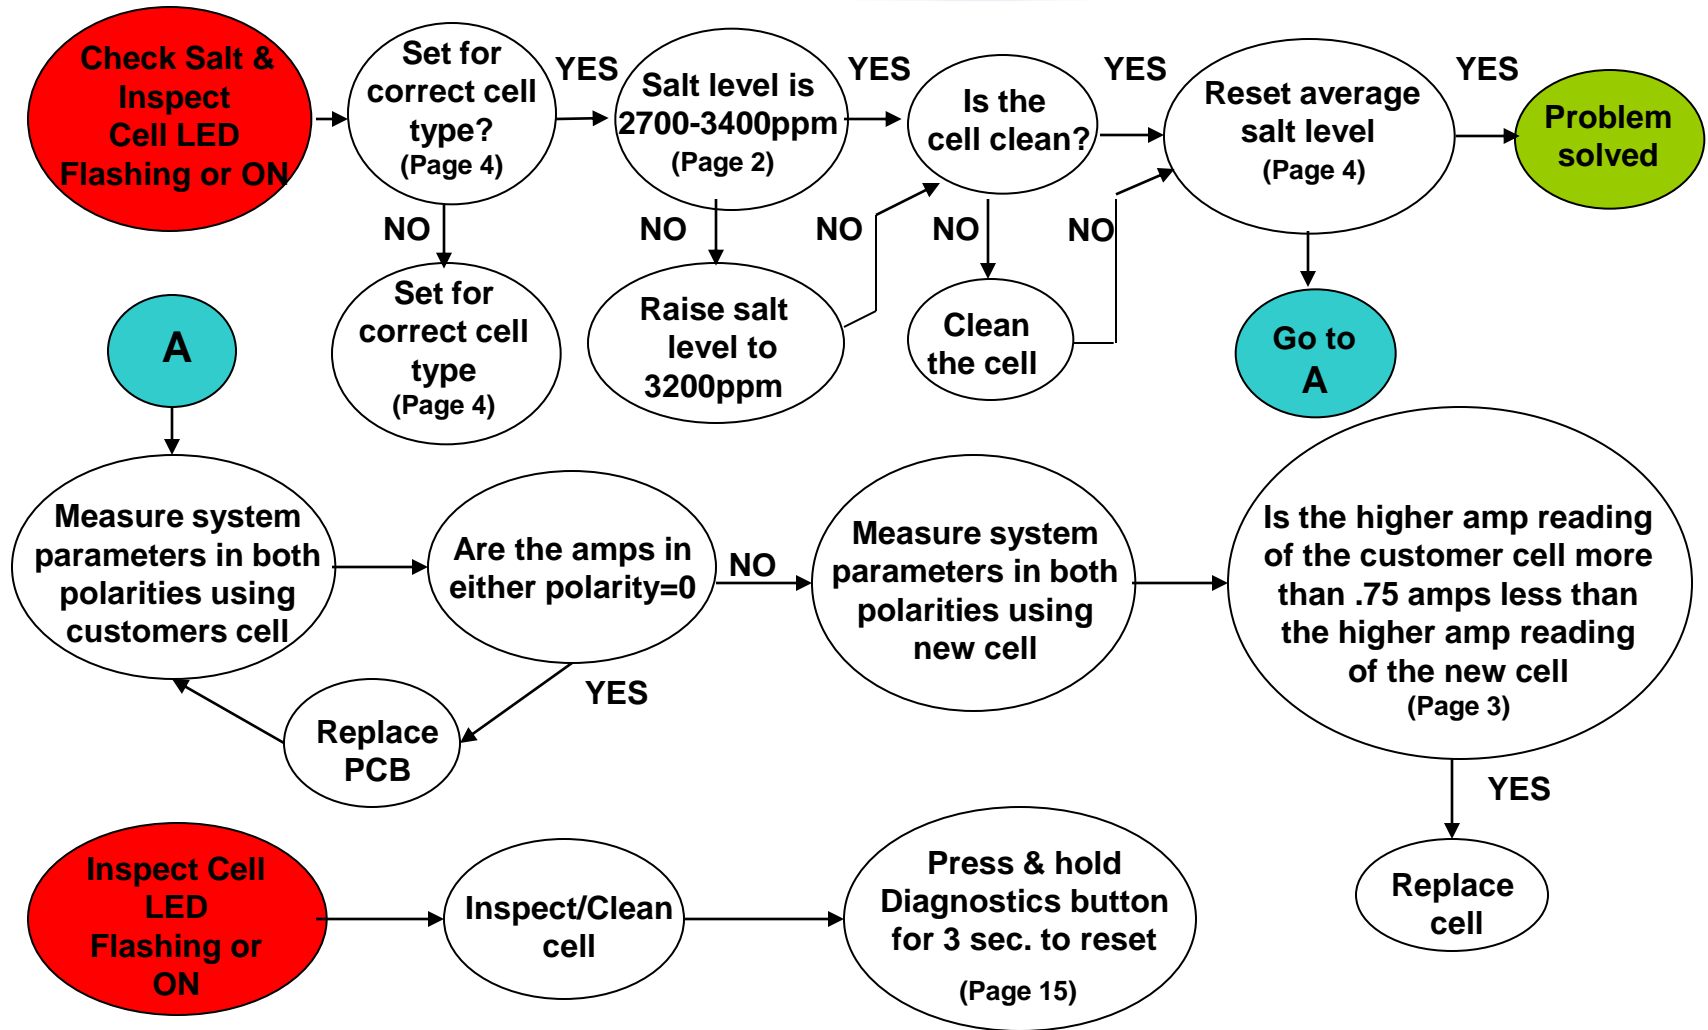 Check Salt &
Inspect
Cell LED
Flashing or ON
Set for
correct cell
type?
(Page 4)
YES
Salt level is
2700-3400ppm
(Page 2)
YES
Is the
cell clean?
YES
Reset average
salt level
(Page 4)
YES
Problem
solved
NO
NO
NO
NO
NO
Set for
correct cell
type
(Page 4)
Raise salt
level to
3200ppm
Clean
the cell
Go to
A
A
Measure system
parameters in both
polarities using
customers cell
Are the amps in
either polarity=0
NO
Measure system
parameters in both
polarities using
new cell
Is the higher amp reading
of the customer cell more
than .75 amps less than
the higher amp reading
of the new cell
(Page 3)
YES
Replace
PCB
YES
Replace
cell
Inspect Cell
LED
Flashing or
ON
Inspect/Clean
cell
Press & hold
Diagnostics button
for 3 sec. to reset
(Page 15)